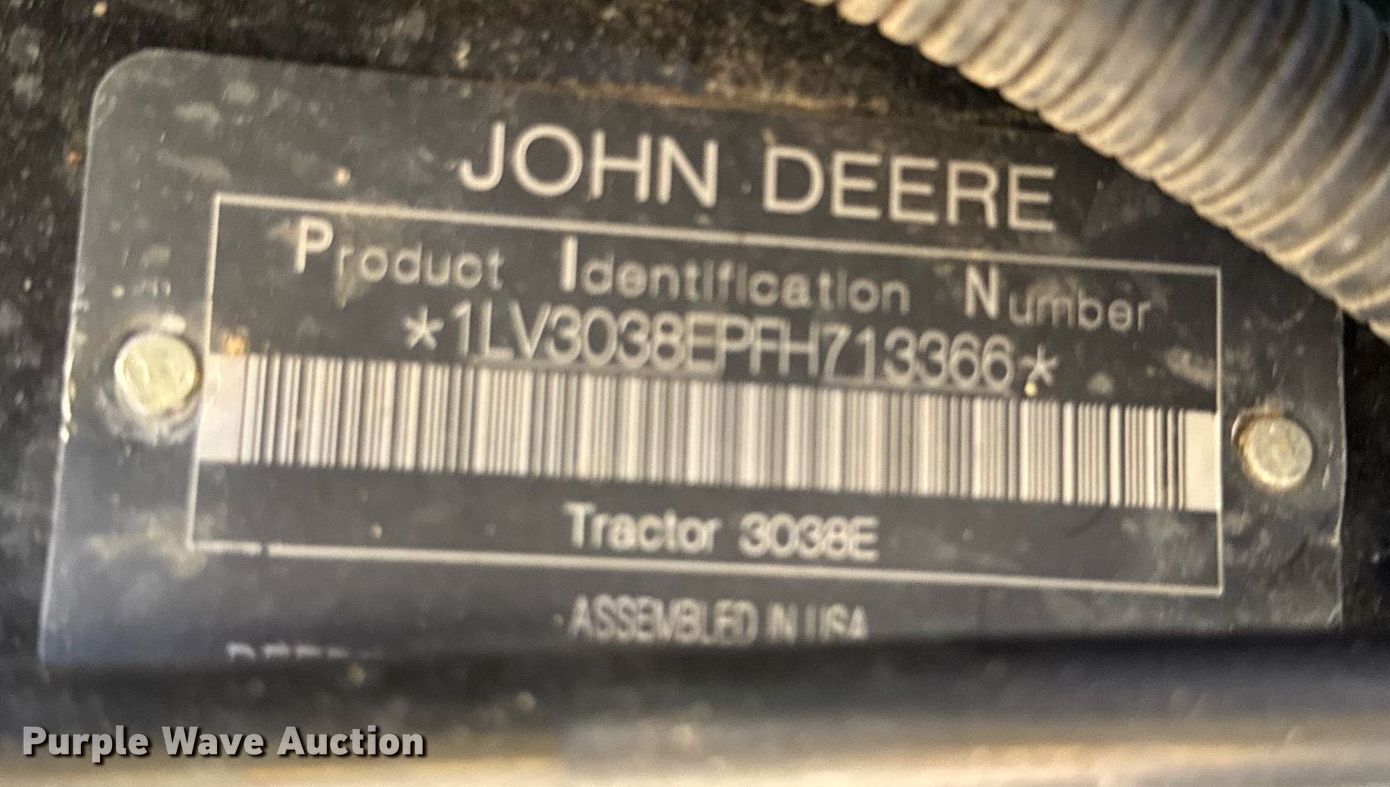 JOHN DEERE
Product Identification Number
*1LV3038EPFH713366*
Tractor 3038E
ASSEMBLED IN USA
Purple Wave Auction